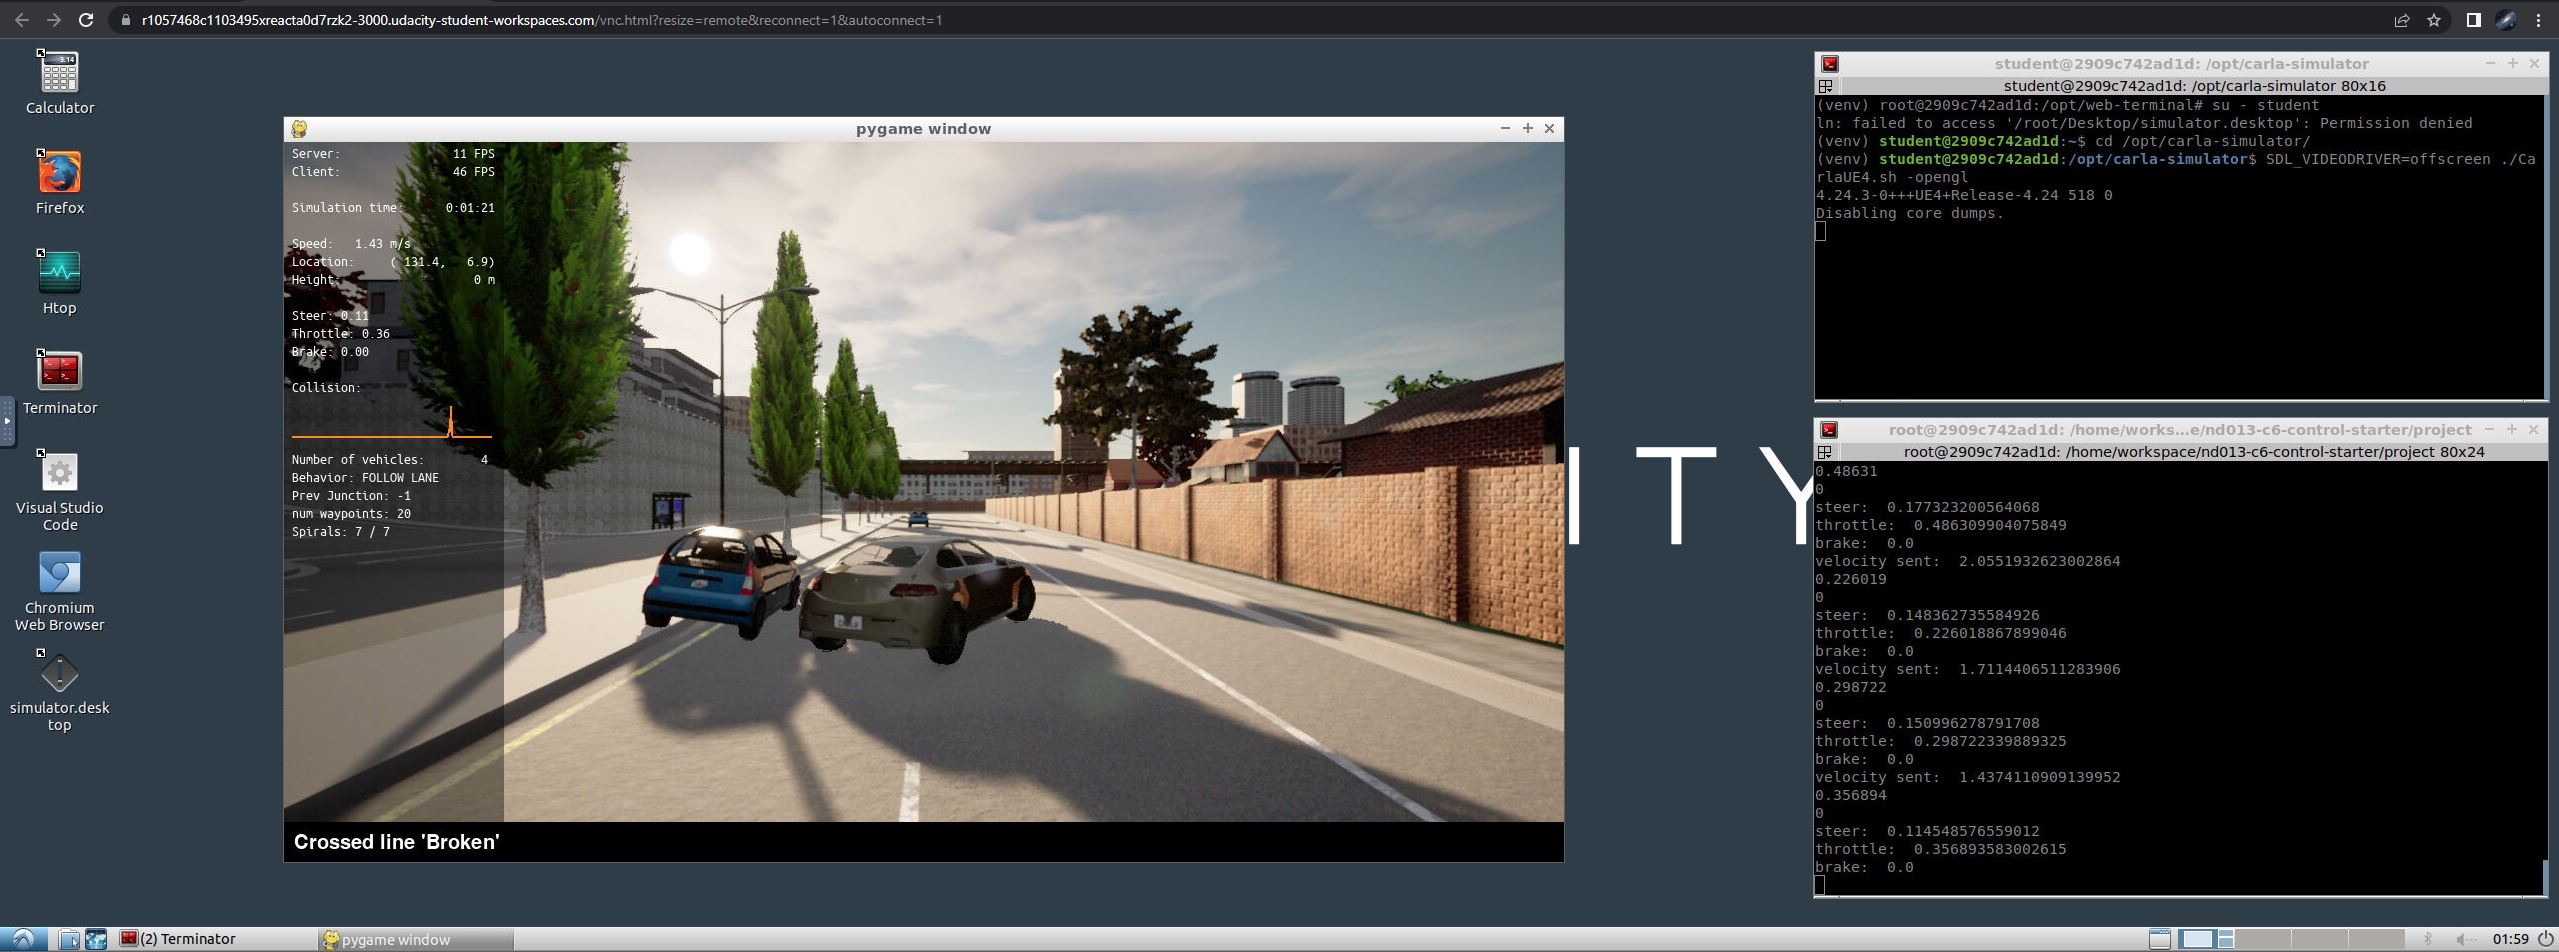 r1057468c1103495xreacta0d7rzk2-3000.udacity-student-workspaces.com/vnc.html?resize=remote&reconnect=1&autoconnect=1
Calculator
Firefox
Htop
Terminator
Visual Studio
Code
Chromium
Web Browser
simulator.desk
top
pygame window
Server: 11 FPS
Client: 46 FPS
Simulation time: 0:01:21
Speed: 1.43 m/s
Location: ( 131.4, 6.9)
Height: 0 m
Steer: 0.11
Throttle: 0.36
Brake: 0.00
Collision:
Number of vehicles: 4
Behavior: FOLLOW LANE
Prev Junction: -1
num waypoints: 20
Spirals: 7 / 7
Crossed line 'Broken'
ITY
student@2909c742ad1d: /opt/carla-simulator
student@2909c742ad1d: /opt/carla-simulator 80x16
(venv) root@2909c742ad1d:/opt/web-terminal# su - student
ln: failed to access '/root/Desktop/simulator.desktop': Permission denied
(venv) student@2909c742ad1d:~$ cd /opt/carla-simulator/
(venv) student@2909c742ad1d:/opt/carla-simulator$ SDL_VIDEODRIVER=offscreen ./Ca
rlaUE4.sh -opengl
4.24.3-0+++UE4+Release-4.24 518 0
Disabling core dumps.
root@2909c742ad1d: /home/works...e/nd013-c6-control-starter/project
root@2909c742ad1d: /home/workspace/nd013-c6-control-starter/project 80x24
0.48631
0
steer:  0.177323200564068
throttle:  0.486309904075849
brake:  0.0
velocity sent:  2.0551932623002864
0.226019
0
steer:  0.148362735584926
throttle:  0.226018867899046
brake:  0.0
velocity sent:  1.7114406511283906
0.298722
0
steer:  0.150996278791708
throttle:  0.298722339889325
brake:  0.0
velocity sent:  1.4374110909139952
0.356894
0
steer:  0.114548576559012
throttle:  0.356893583002615
brake:  0.0
(2) Terminator
pygame window
01:59